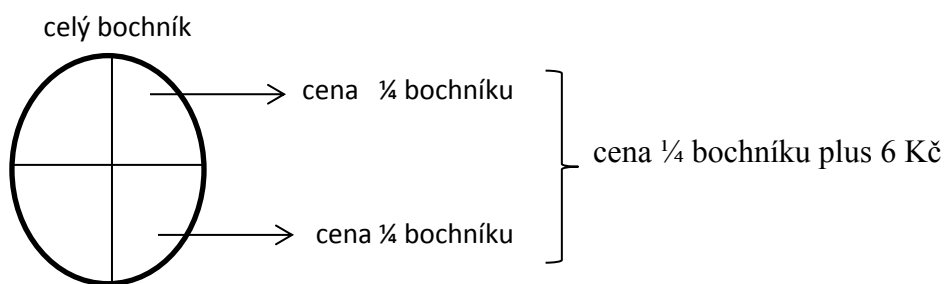 celý bochník
cena ¼ bochníku
cena ¼ bochníku plus 6 Kč
cena ¼ bochníku